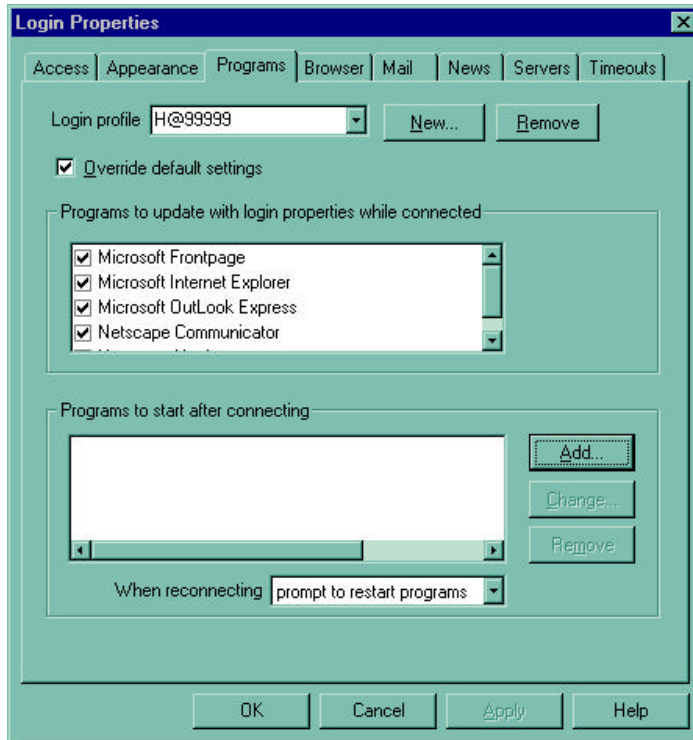 Login Properties
Access Appearance Programs Browser Mail News Servers Timeouts
Login profile H@99999 New... Remove
Override default settings
Programs to update with login properties while connected
Microsoft Frontpage
Microsoft Internet Explorer
Microsoft OutLook Express
Netscape Communicator
Programs to start after connecting
Add...
Change...
Remove
When reconnecting prompt to restart programs
OK Cancel Apply Help